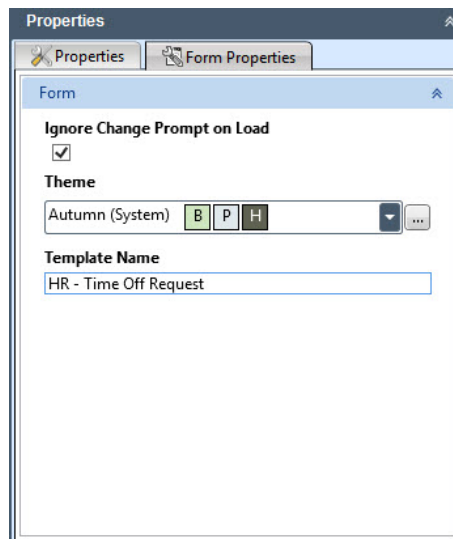 Properties
Properties Form Properties
Form
Ignore Change Prompt on Load
Theme
Autumn (System) B P H ...
Template Name
HR - Time Off Request